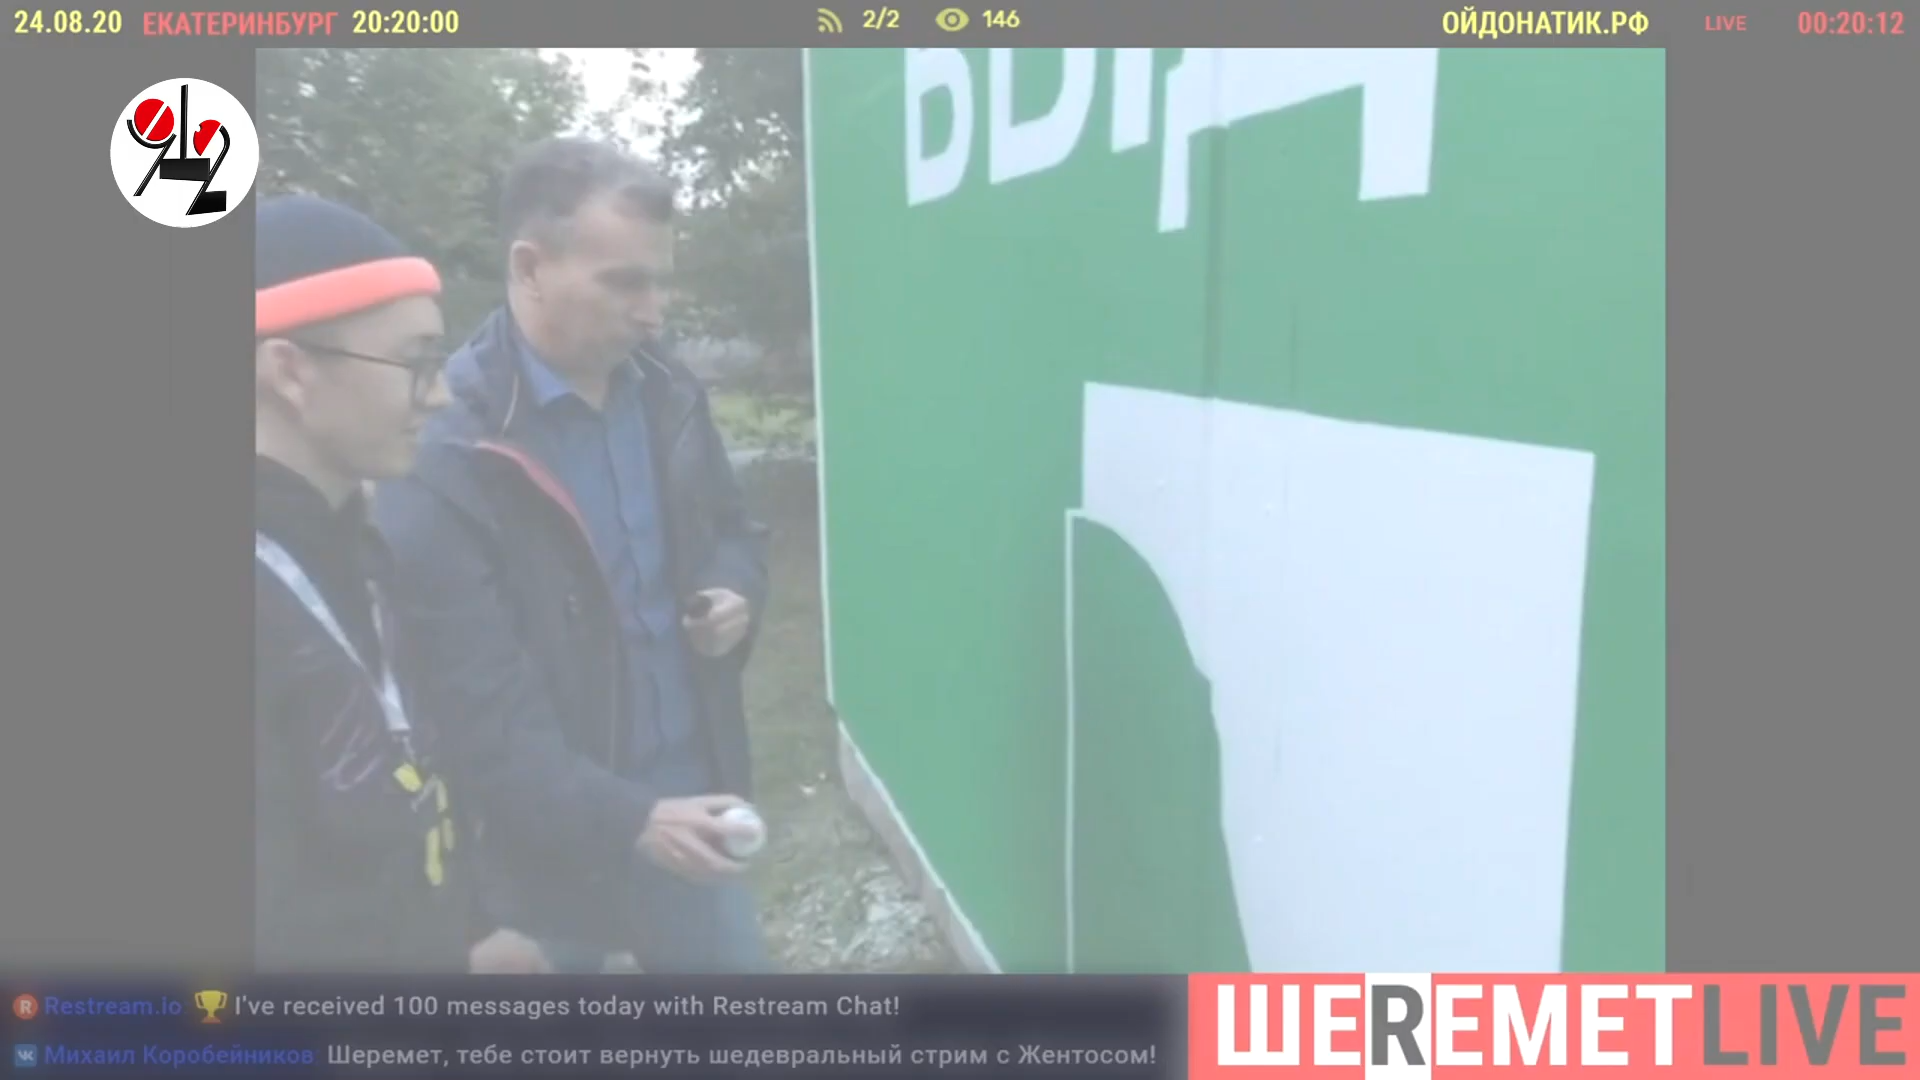 24.08.20 ЕКАТЕРИНБУРГ 20:20:00
2/2 146
ОЙДОНАТИК.РФ LIVE 00:20:12
ЫД
Restream.io I've received 100 messages today with Restream Chat!
Михаил Коробейников Шеремет, тебе стоит вернуть шедевральный стрим с Жентосом!
ШЕREMETLIVE